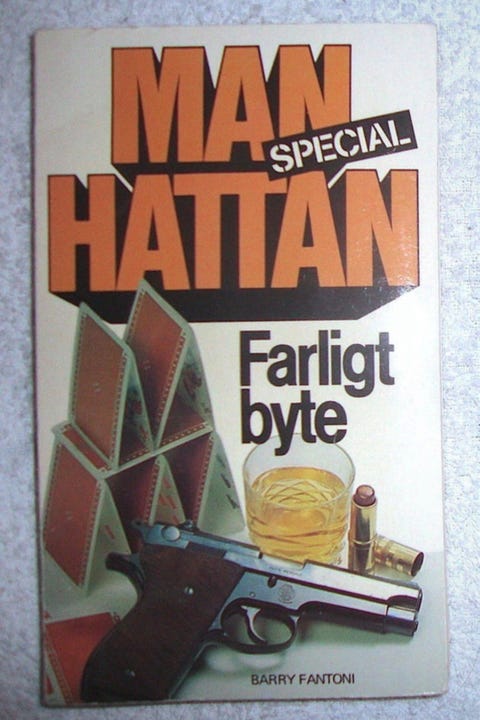 MAN
SPECIAL
HATTAN
Farligt
byte
BARRY FANTONI